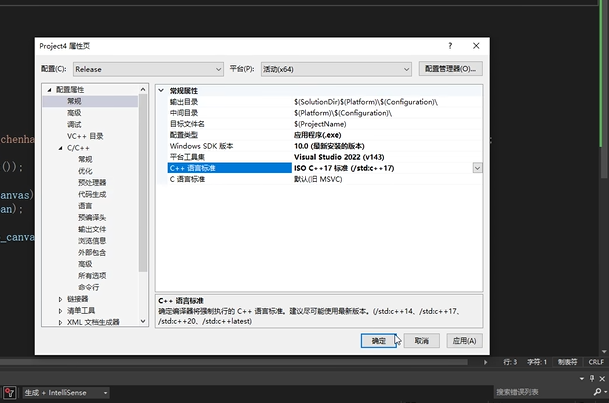 Project4 属性页
配置(C): Release 平台(P): 活动(x64) 配置管理器(O)...
配置属性
常规
高级
调试
VC++ 目录
C/C++
常规
优化
预处理器
代码生成
语言
预编译头
输出文件
浏览信息
外部包含
高级
所有选项
命令行
链接器
清单工具
XML 文档生成器
常规属性
输出目录 $(SolutionDir)$(Platform)\$(Configuration)\
中间目录 $(Platform)\$(Configuration)\
目标文件名 $(ProjectName)
配置类型 应用程序(.exe)
Windows SDK 版本 10.0 (最新安装的版本)
平台工具集 Visual Studio 2022 (v143)
C++ 语言标准 ISO C++17 标准 (/std:c++17)
C 语言标准 默认(旧 MSVC)
C++ 语言标准
确定编译器将强制执行的 C++ 语言标准。建议尽可能使用最新版本。(/std:c++14、/std:c++17、
/std:c++20、/std:c++latest)
确定 取消 应用(A)
chenha
());
anvas)
an);
_canva
行: 3 字符: 1 制表符 CRLF
生成 + IntelliSense 搜索错误列表